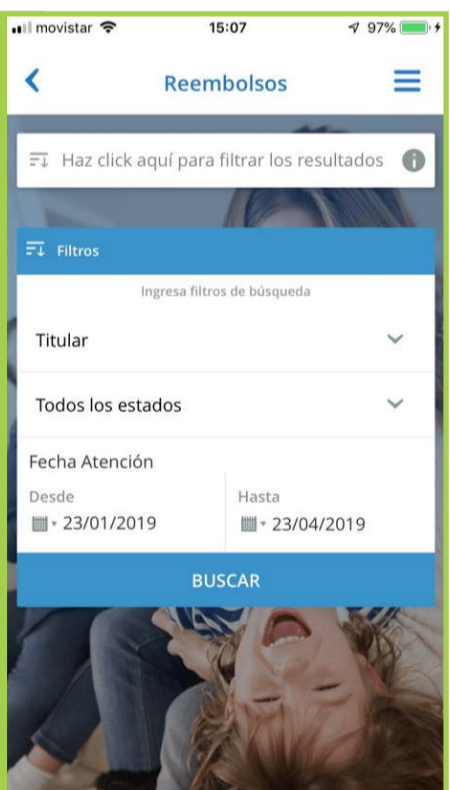 movistar 15:07 97%
Reembolsos
Haz click aquí para filtrar los resultados
Filtros
Ingresa filtros de búsqueda
Titular
Todos los estados
Fecha Atención
Desde Hasta
23/01/2019 23/04/2019
BUSCAR